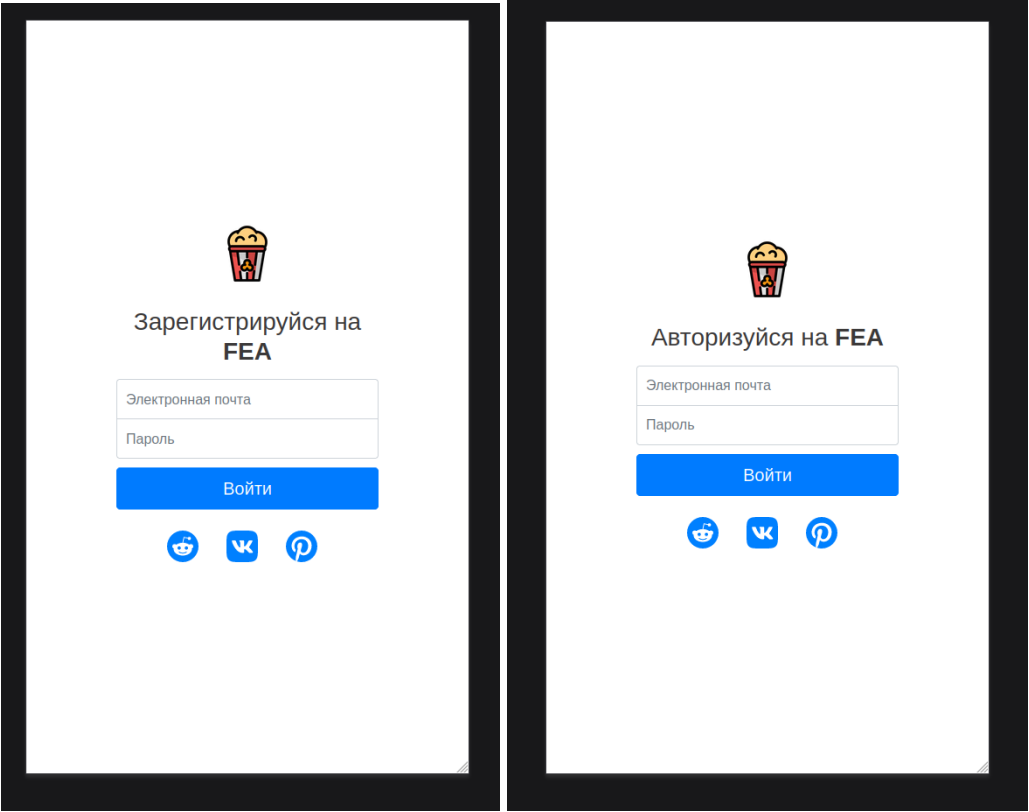 Зарегистрируйся на
FEA
Электронная почта
Пароль
Войти
Авторизуйся на FEA
Электронная почта
Пароль
Войти